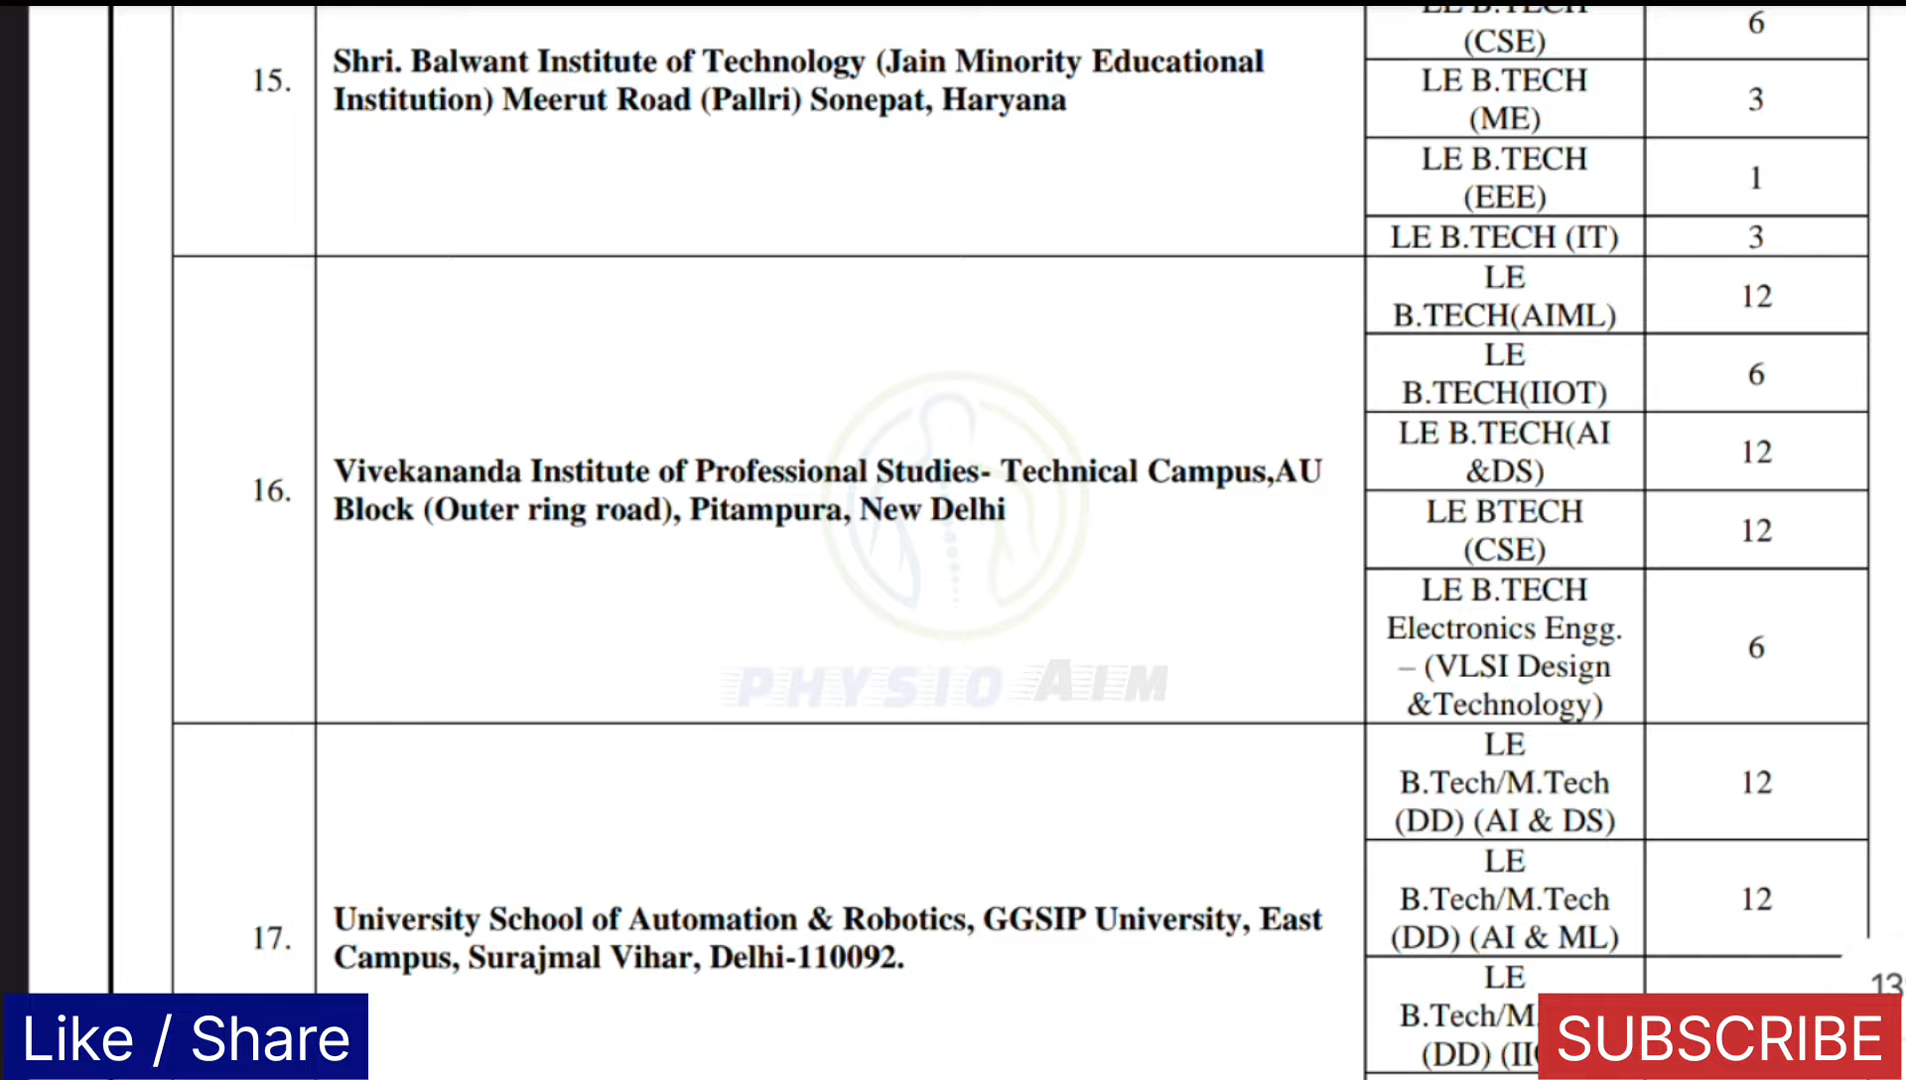 LE B.TECH
(CSE)
6
15.
Shri. Balwant Institute of Technology (Jain Minority Educational
Institution) Meerut Road (Pallri) Sonepat, Haryana
LE B.TECH
(ME)
3
LE B.TECH
(EEE)
1
LE B.TECH (IT)
3
LE
B.TECH(AIML)
12
LE
B.TECH(IIOT)
6
LE B.TECH(AI
&DS)
12
16.
Vivekananda Institute of Professional Studies- Technical Campus,AU
Block (Outer ring road), Pitampura, New Delhi
LE BTECH
(CSE)
12
LE B.TECH
Electronics Engg.
– (VLSI Design
&Technology)
6
PHYSIO AIM
LE
B.Tech/M.Tech
(DD) (AI & DS)
12
LE
B.Tech/M.Tech
(DD) (AI & ML)
12
17.
University School of Automation & Robotics, GGSIP University, East
Campus, Surajmal Vihar, Delhi-110092.
LE
B.Tech/M.
(DD)
13
Like / Share
SUBSCRIBE